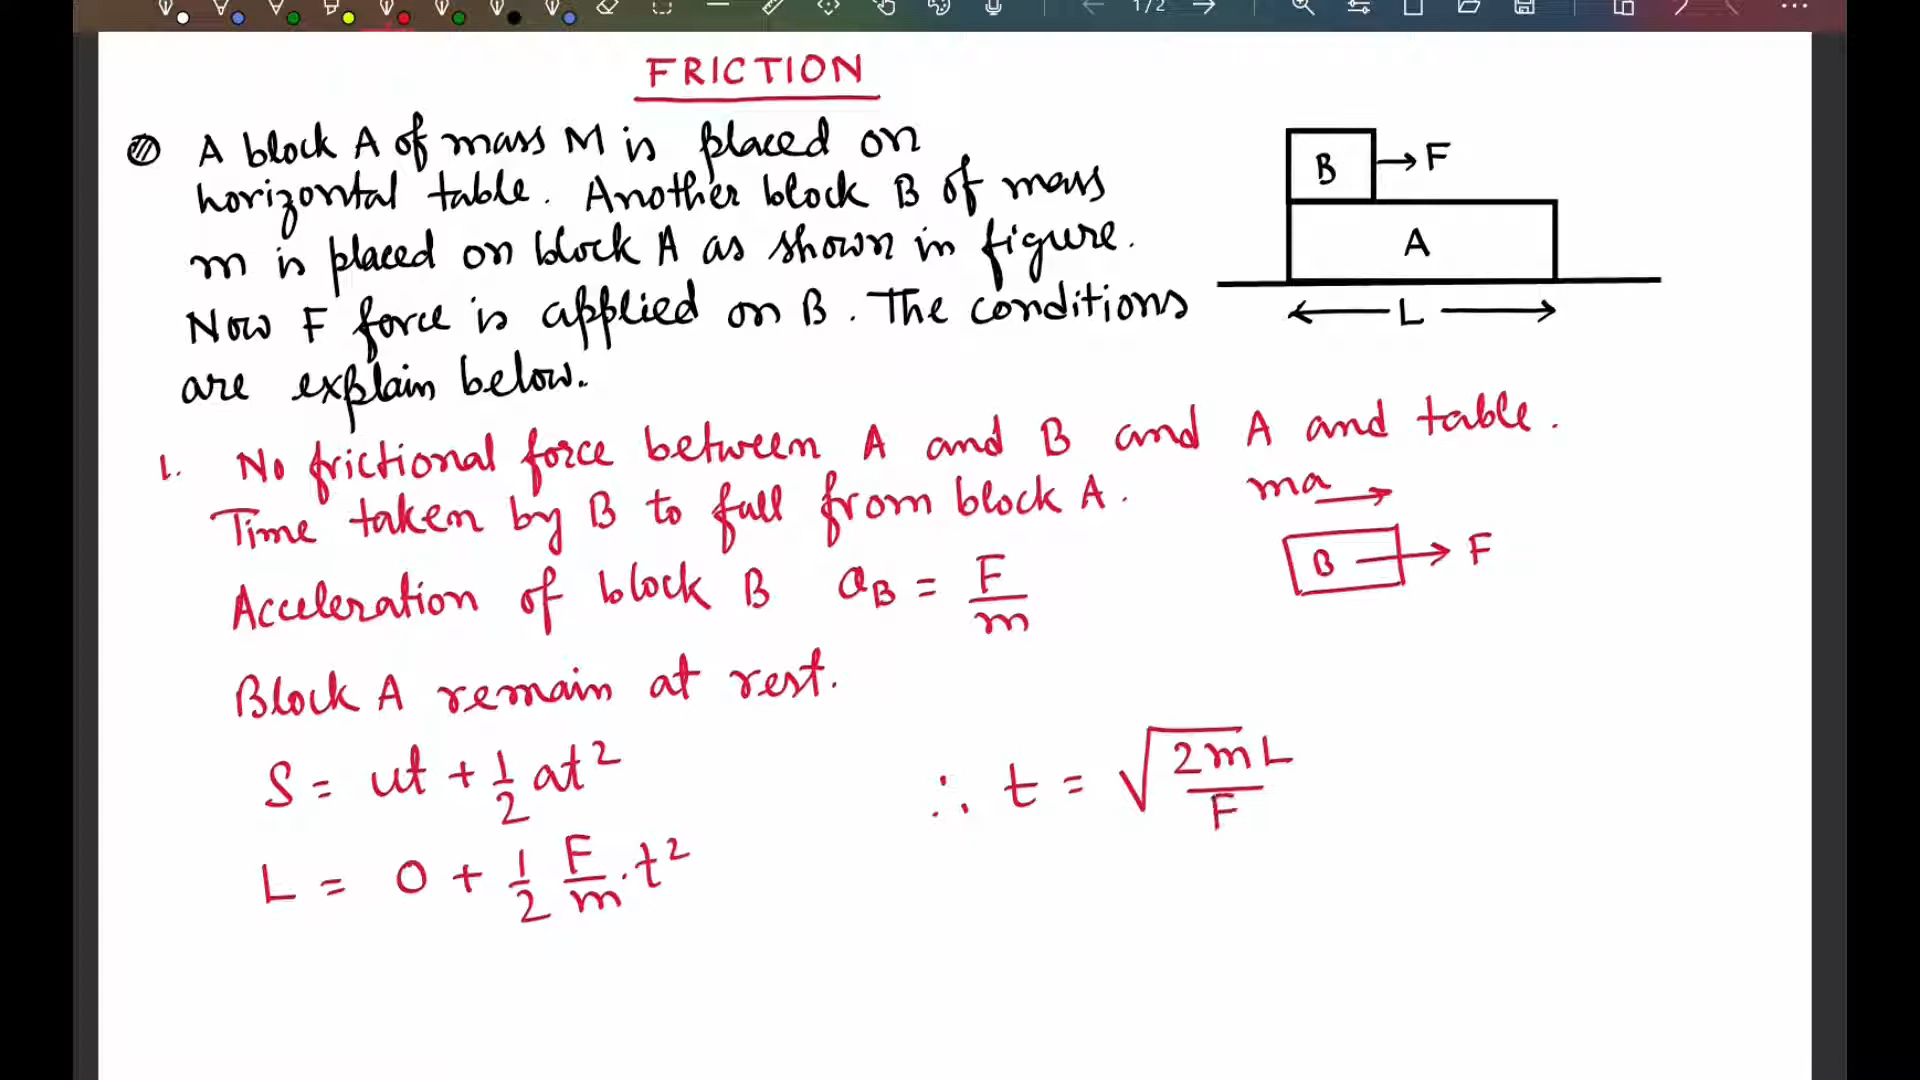 1/2
FRICTION
A block A of mass M is placed on
horizontal table. Another block B of mass
m is placed on block A as shown in figure.
Now F force is applied on B. The conditions
are explain below.
B → F
A
L
1. No frictional force between A and B and A and table.
Time taken by B to fall from block A.
ma
B → F
Acceleration of block B a_B = F/m
Block A remain at rest.
S = ut + 1/2 at²
∴ t = √(2mL/F)
L = 0 + 1/2 F/m · t²